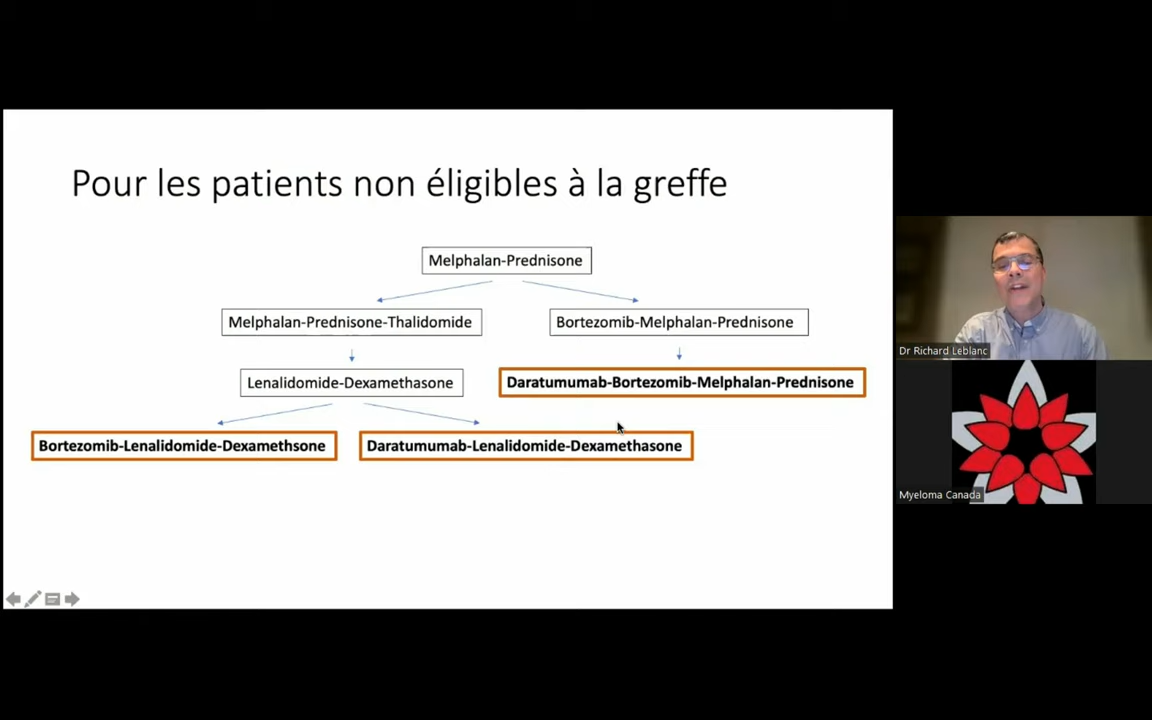 Pour les patients non éligibles à la greffe
Melphalan-Prednisone
Melphalan-Prednisone-Thalidomide
Bortezomib-Melphalan-Prednisone
Lenalidomide-Dexamethasone
Daratumumab-Bortezomib-Melphalan-Prednisone
Bortezomib-Lenalidomide-Dexamethsone
Daratumumab-Lenalidomide-Dexamethasone
Dr Richard Leblanc
Myeloma Canada